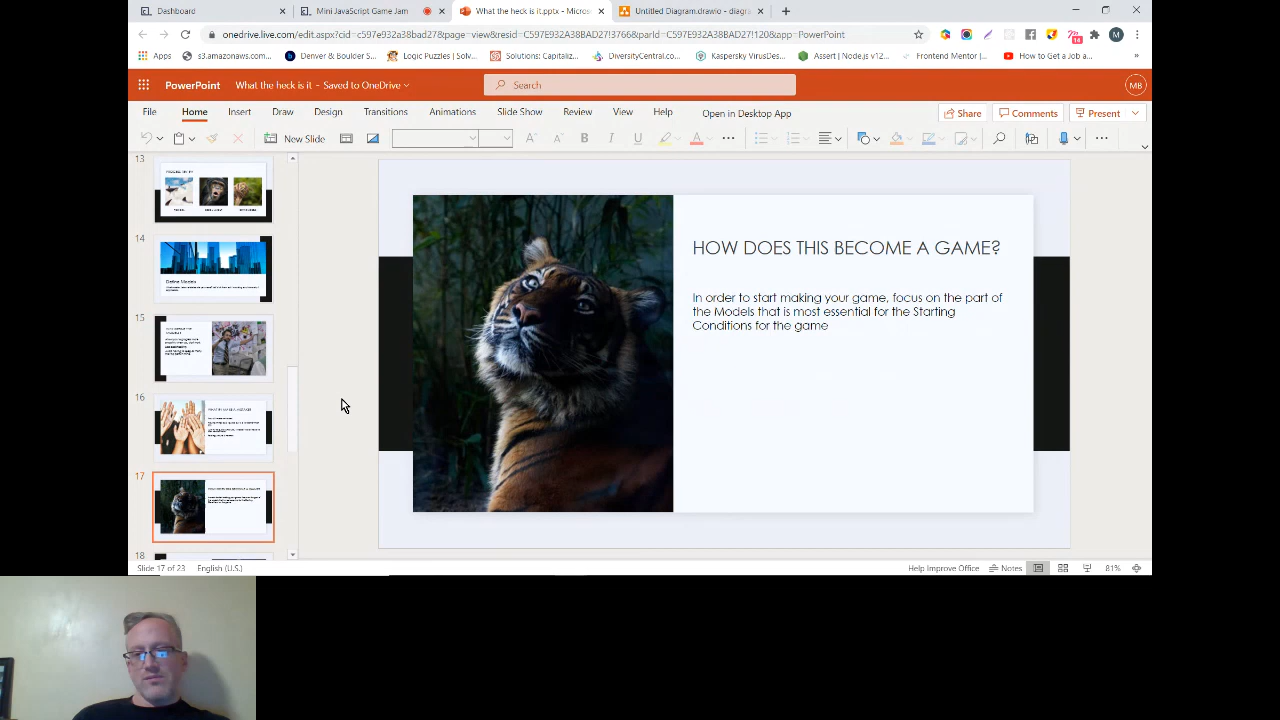 Dashboard
Mini JavaScript Game Jam
What the heck is it.pptx - Micros
Untitled Diagram.drawio - diagra
onedrive.live.com/edit.aspx?cid=c597e932a38bad27&page=view&resid=C597E932A38BAD27!3766&parId=C597E932A38BAD27!120&app=PowerPoint
M
s3.amazonaws.com
Denver & Boulder S...
Logic Puzzles | Solv...
Solutions: Capitaliz...
DiversityCentral.co...
Kaspersky VirusDes...
Assert | Node.js v12...
Frontend Mentor |...
How to Get a Job a...
PowerPoint
What the heck is it - Saved to OneDrive
Search
MB
File
Home
Insert
Draw
Design
Transitions
Animations
Slide Show
Review
View
Help
Open in Desktop App
Share
Comments
Present
New Slide
B
I
U
A
13
14
Define Models
15
16
17
18
HOW DOES THIS BECOME A GAME?
In order to start making your game, focus on the part of
the Models that is most essential for the Starting
Conditions for the game
Slide 17 of 23
English (U.S.)
Help Improve Office
Notes
81%